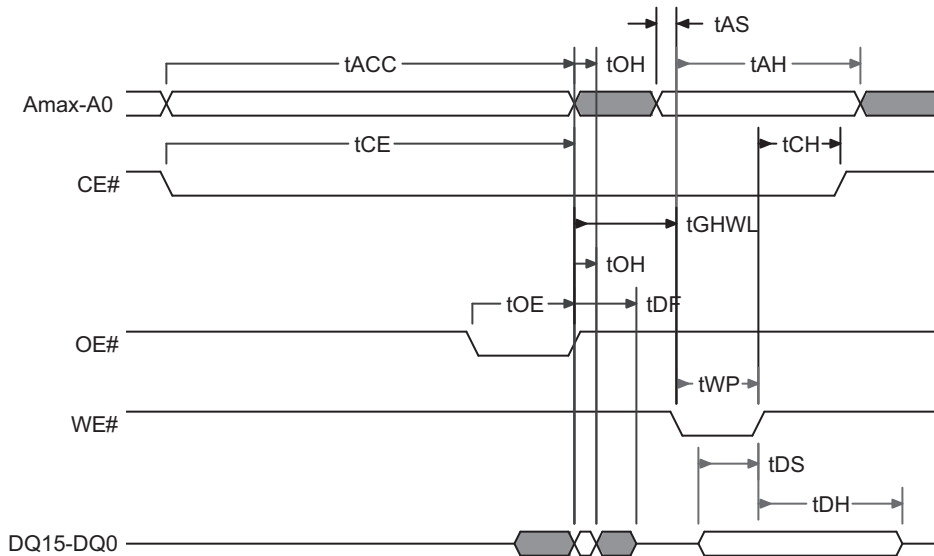 tAS
tACC
tOH
tAH
Amax-A0
tCE
tCH
CE#
tGHWL
tOH
tOE
tDF
OE#
tWP
WE#
tDS
tDH
DQ15-DQ0